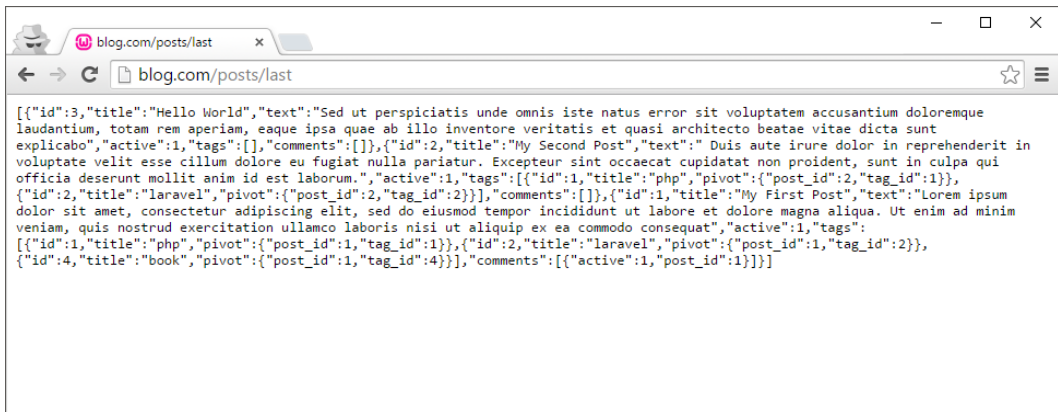 blog.com/posts/last
blog.com/posts/last
[{"id":3,"title":"Hello World","text":"Sed ut perspiciatis unde omnis iste natus error sit voluptatem accusantium doloremque
laudantium, totam rem aperiam, eaque ipsa quae ab illo inventore veritatis et quasi architecto beatae vitae dicta sunt
explicabo","active":1,"tags":[],"comments":[]},{"id":2,"title":"My Second Post","text":" Duis aute irure dolor in reprehenderit in
voluptate velit esse cillum dolore eu fugiat nulla pariatur. Excepteur sint occaecat cupidatat non proident, sunt in culpa qui
officia deserunt mollit anim id est laborum.","active":1,"tags":[{"id":1,"title":"php","pivot":{"post_id":2,"tag_id":1}},
{"id":2,"title":"laravel","pivot":{"post_id":2,"tag_id":2}}],"comments":[]},{"id":1,"title":"My First Post","text":"Lorem ipsum
dolor sit amet, consectetur adipiscing elit, sed do eiusmod tempor incididunt ut labore et dolore magna aliqua. Ut enim ad minim
veniam, quis nostrud exercitation ullamco laboris nisi ut aliquip ex ea commodo consequat","active":1,"tags":
[{"id":1,"title":"php","pivot":{"post_id":1,"tag_id":1}},{"id":2,"title":"laravel","pivot":{"post_id":1,"tag_id":2}},
{"id":4,"title":"book","pivot":{"post_id":1,"tag_id":4}}],"comments":[{"active":1,"post_id":1}]}]